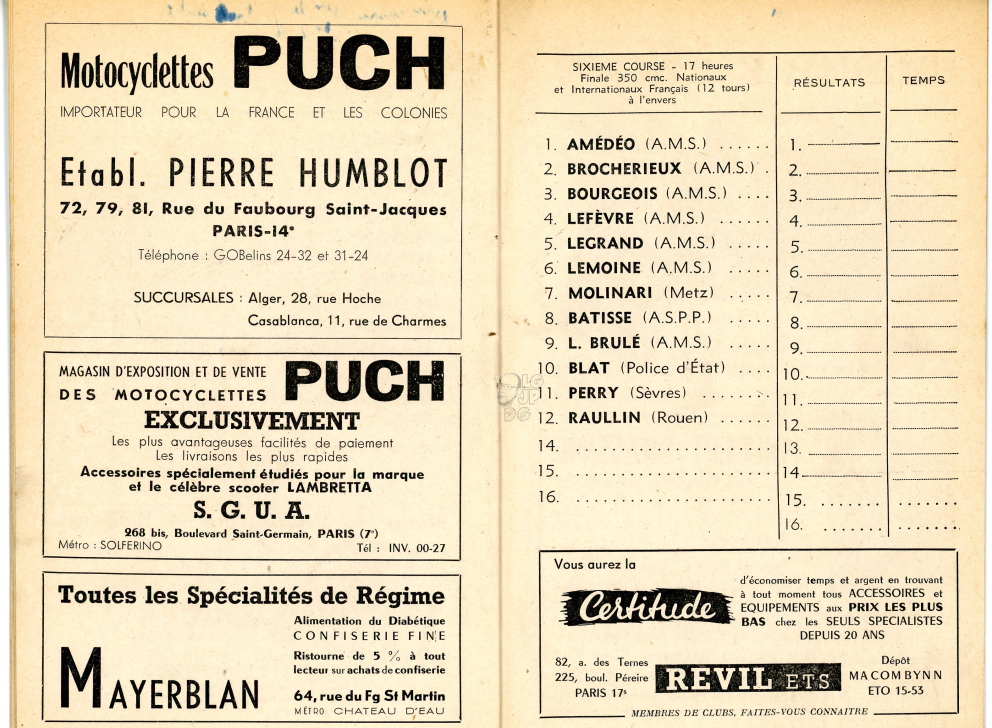 Motocyclettes PUCH
IMPORTATEUR POUR LA FRANCE ET LES COLONIES
Etabl. PIERRE HUMBLOT
72, 79, 81, Rue du Faubourg Saint-Jacques
PARIS-14e
Téléphone : GOBelins 24-32 et 31-24
SUCCURSALES : Alger, 28, rue Hoche
Casablanca, 11, rue de Charmes
MAGASIN D'EXPOSITION ET DE VENTE
DES MOTOCYCLETTES PUCH
EXCLUSIVEMENT
Les plus avantageuses facilités de paiement
Les livraisons les plus rapides
Accessoires spécialement étudiés pour la marque
et le célèbre scooter LAMBRETTA
S. G. U. A.
268 bis, Boulevard Saint-Germain, PARIS (7e)
Métro : SOLFERINO Tél : INV. 00-27
Toutes les Spécialités de Régime
Alimentation du Diabétique
CONFISERIE FINE
Ristourne de 5 % à tout
lecteur sur achats de confiserie
MAYERBLAN
64, rue du Fg St Martin
MÉTRO CHATEAU D'EAU
SIXIEME COURSE - 17 heures
Finale 350 cmc. Nationaux
et Internationaux Français (12 tours)
à l'envers
RÉSULTATS
TEMPS
1. AMÉDÉO (A.M.S.) ...... 1.
2. BROCHERIEUX (A.M.S.) . 2.
3. BOURGEOIS (A.M.S.) .... 3.
4. LEFÈVRE (A.M.S.) ..... 4.
5. LEGRAND (A.M.S.) ..... 5.
6. LEMOINE (A.M.S.) ..... 6.
7. MOLINARI (Metz) ..... 7.
8. BATISSE (A.S.P.P.) ..... 8.
9. L. BRULÉ (A.M.S.) .... 9.
10. BLAT (Police d'État) .... 10.
11. PERRY (Sèvres) ........ 11.
12. RAULLIN (Rouen) ...... 12.
14. ...................... 13.
15. ...................... 14
16. ...................... 15. ....... .......
16. ....... .......
Vous aurez la
Certitude
d'économiser temps et argent en trouvant
à tout moment tous ACCESSOIRES et
EQUIPEMENTS aux PRIX LES PLUS
BAS chez les SEULS SPECIALISTES
DEPUIS 20 ANS
82, a. des Ternes
225, boul. Péreire
PARIS 17s
REVIL ETS
Dépôt
MACOMBYNN
ETO 15-53
MEMBRES DE CLUBS, FAITES-VOUS CONNAITRE